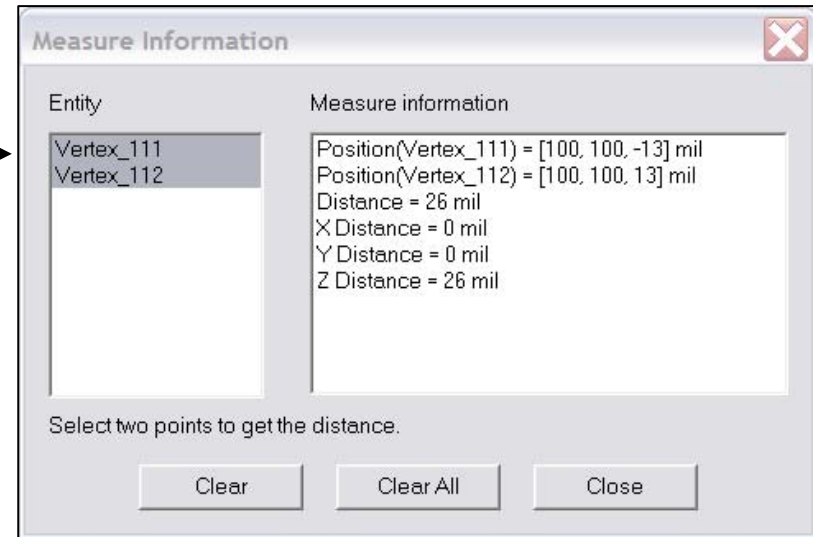 Measure Information
Entity
Measure information
Vertex_111
Vertex_112
Position(Vertex_111) = [100, 100, -13] mil
Position(Vertex_112) = [100, 100, 13] mil
Distance = 26 mil
X Distance = 0 mil
Y Distance = 0 mil
Z Distance = 26 mil
Select two points to get the distance.
Clear
Clear All
Close